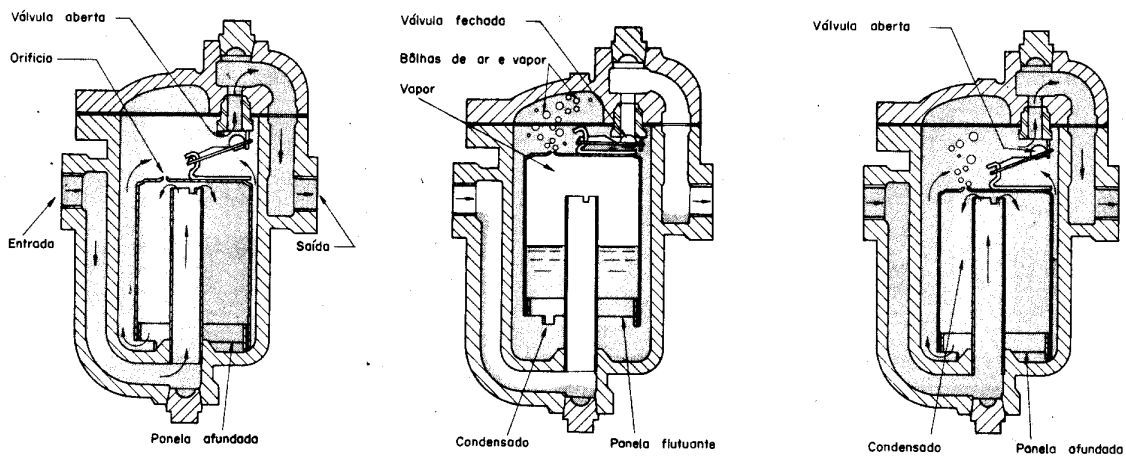 Válvula aberta
Orifício
Entrada
Saída
Panela afundada
Válvula fechada
Bôlhas de ar e vapor
Vapor
Condensado
Panela flutuante
Válvula aberta
Condensado
Panela afundada